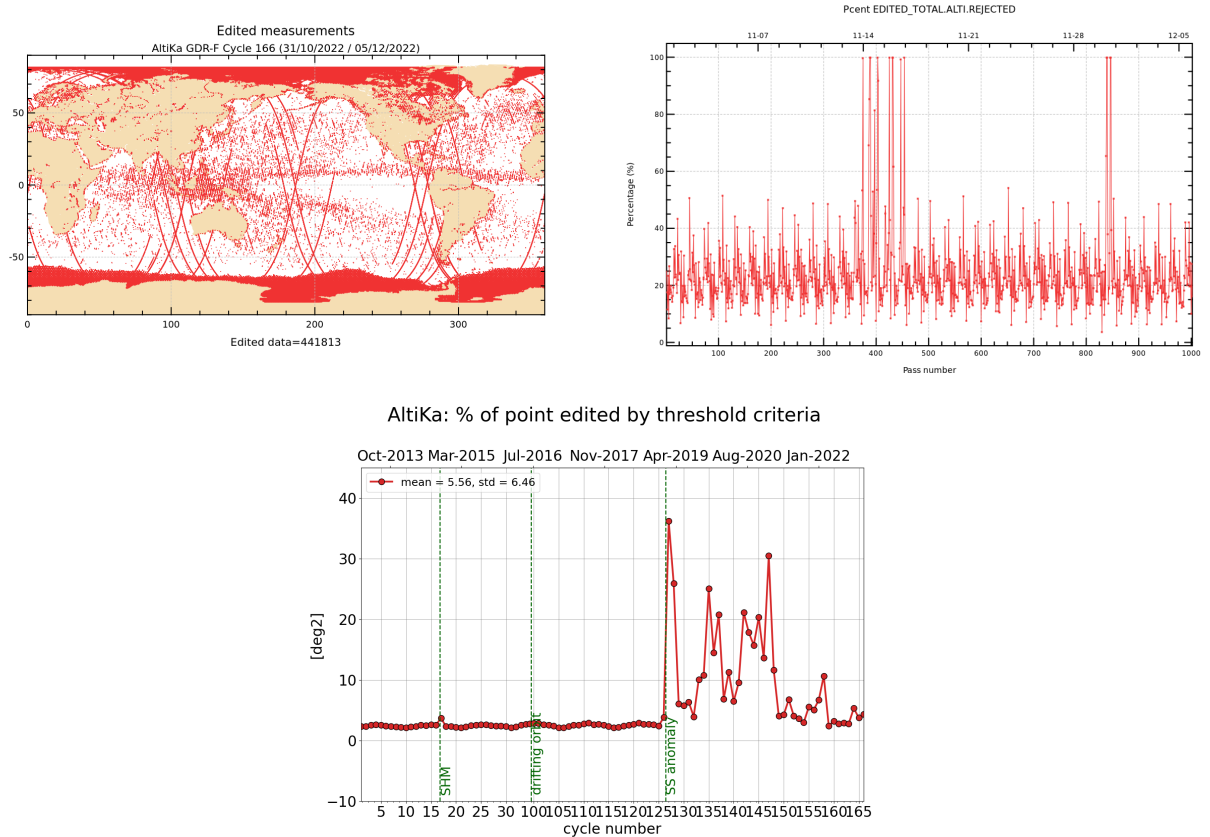 Edited measurements
AltiKa GDR-F Cycle 166 (31/10/2022 / 05/12/2022)
50
0
-50
0 100 200 300
Edited data=441813
Pcent EDITED_TOTAL.ALTI.REJECTED
11-07 11-14 11-21 11-28 12-05
100
80
60
40
20
0
Percentage (%)
100 200 300 400 500 600 700 800 900 1000
Pass number
AltiKa: % of point edited by threshold criteria
Oct-2013 Mar-2015 Jul-2016 Nov-2017 Apr-2019 Aug-2020 Jan-2022
mean = 5.56, std = 6.46
40
30
20
10
0
−10
[deg2]
SHM
drifting orbit
SS anomaly
5 10 15 20 25 30 100 105 110 115 120 125 130 135 140 145 150 155 160 165
cycle number